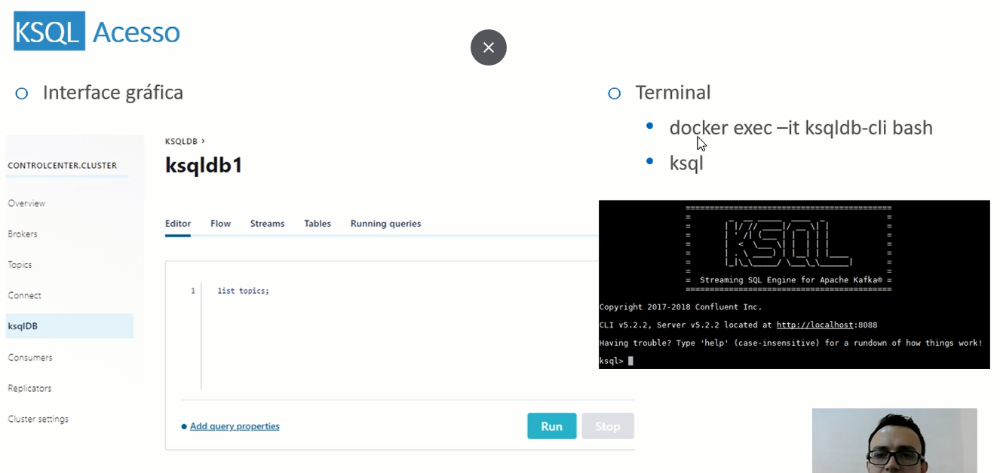 KSQL Acesso
Interface gráfica
KSQLDB >
ksqldb1
CONTROLCENTER.CLUSTER
Overview
Brokers
Topics
Connect
ksqlDB
Consumers
Replicators
Cluster settings
Editor Flow Streams Tables Running queries
1 list topics;
Add query properties
Run Stop
Terminal
docker exec –it ksqldb-cli bash
ksql
KSQL
= Streaming SQL Engine for Apache Kafka® =
Copyright 2017-2018 Confluent Inc.
CLI v5.2.2, Server v5.2.2 located at http://localhost:8088
Having trouble? Type 'help' (case-insensitive) for a rundown of how things work!
ksql>